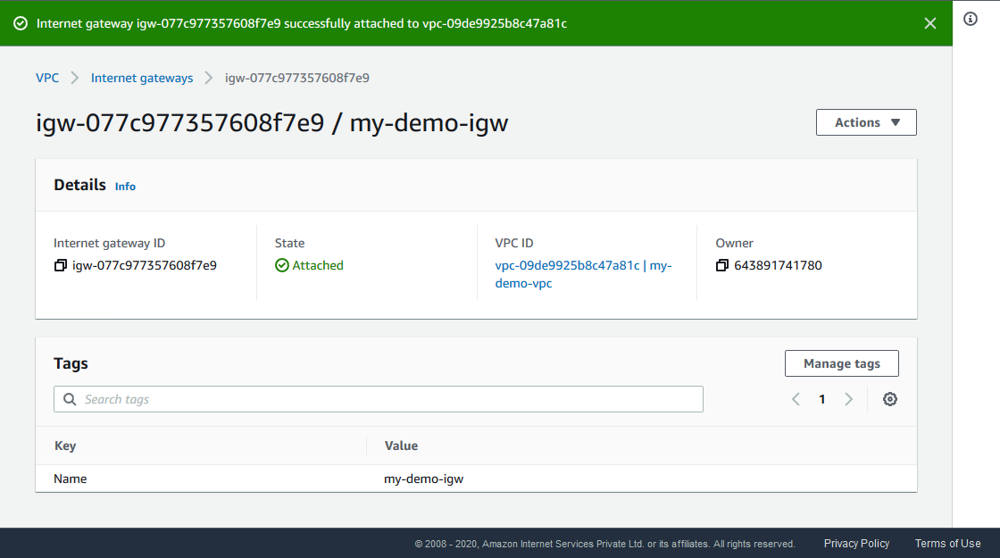 Internet gateway igw-077c977357608f7e9 successfully attached to vpc-09de9925b8c47a81c
VPC
Internet gateways
igw-077c977357608f7e9
igw-077c977357608f7e9 / my-demo-igw
Actions
Details Info
Internet gateway ID
igw-077c977357608f7e9
State
Attached
VPC ID
vpc-09de9925b8c47a81c | my-
demo-vpc
Owner
643891741780
Tags
Manage tags
Search tags
1
Key Value
Name my-demo-igw
© 2008 - 2020, Amazon Internet Services Private Ltd. or its affiliates. All rights reserved. Privacy Policy Terms of Use